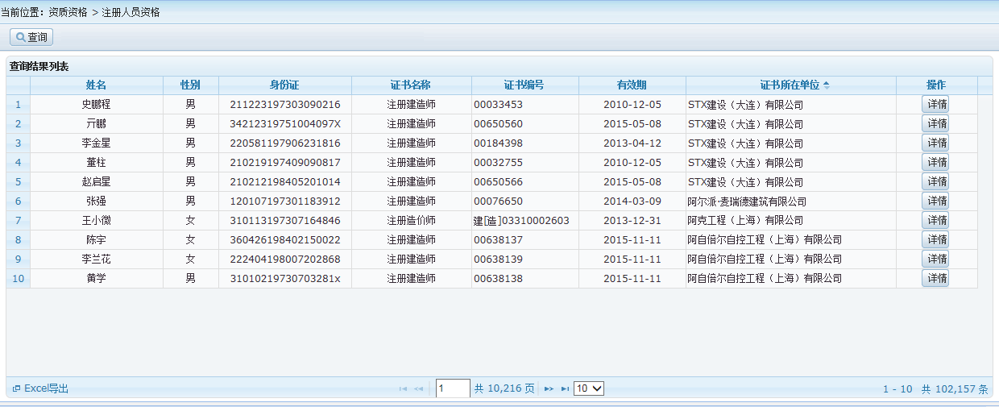 当前位置：资质资格 > 注册人员资格
查询
查询结果列表
姓名 性别 身份证 证书名称 证书编号 有效期 证书所在单位 操作
1 史鹏程 男 211223197303090216 注册建造师 00033453 2010-12-05 STX建设（大连）有限公司 详情
2 亓鹏 男 34212319751004097X 注册建造师 00650560 2015-05-08 STX建设（大连）有限公司 详情
3 李金星 男 220581197906231816 注册建造师 00184398 2013-04-12 STX建设（大连）有限公司 详情
4 董柱 男 210219197409090817 注册建造师 00032755 2010-12-05 STX建设（大连）有限公司 详情
5 赵启星 男 210212198405201014 注册建造师 00650566 2015-05-08 STX建设（大连）有限公司 详情
6 张强 男 120107197301183912 注册建造师 00076650 2014-03-09 阿尔派·麦瑞德建筑有限公司 详情
7 王小微 女 310113197307164846 注册造价师 建[造]03310002603 2013-12-31 阿克工程（上海）有限公司 详情
8 陈宇 女 360426198402150022 注册建造师 00638137 2015-11-11 阿自倍尔自控工程（上海）有限公司 详情
9 李兰花 女 222404198007202868 注册建造师 00638139 2015-11-11 阿自倍尔自控工程（上海）有限公司 详情
10 黄学 男 31010219730703281x 注册建造师 00638138 2015-11-11 阿自倍尔自控工程（上海）有限公司 详情
Excel导出 1 共 10,216 页 10 1 - 10 共 102,157 条